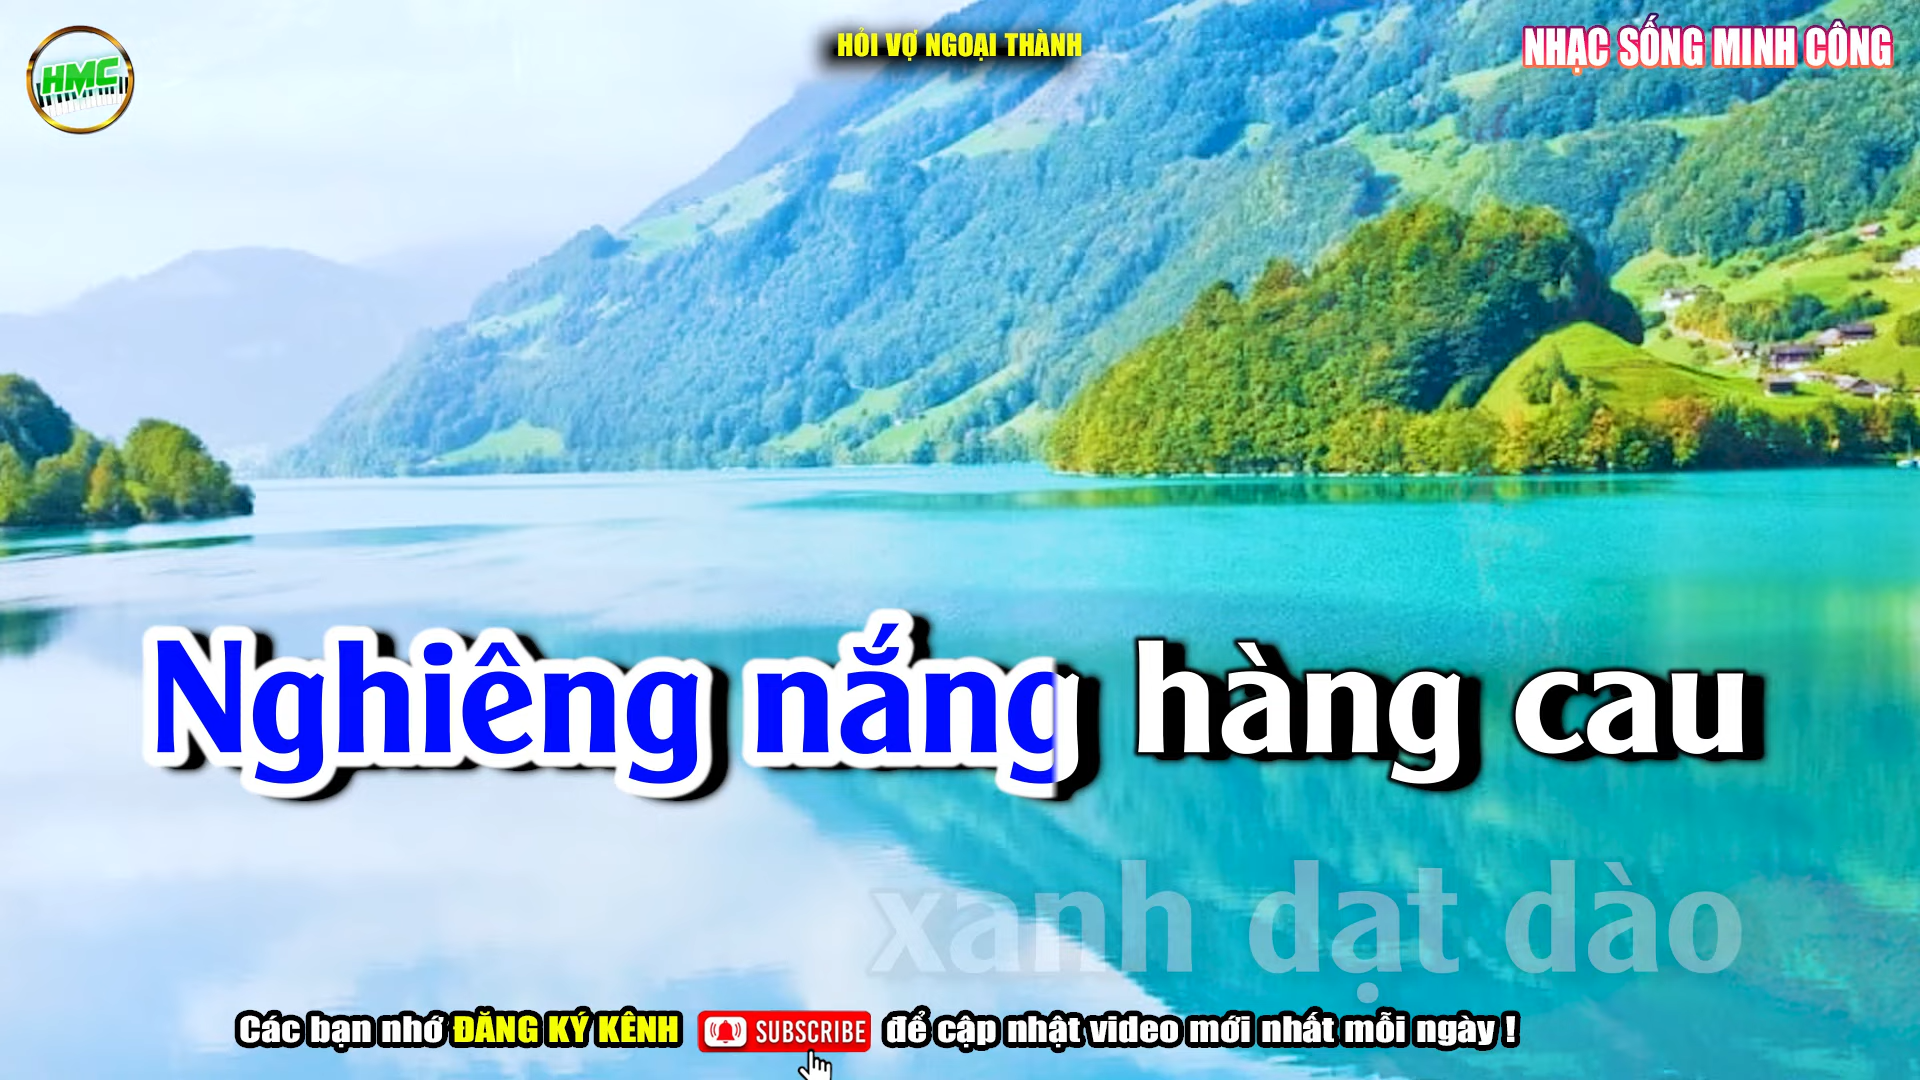 HMC
HỎI VỢ NGOẠI THÀNH
NHẠC SỐNG MINH CÔNG
Nghiêng nắng hàng cau
xanh dạt dào
Các bạn nhớ ĐĂNG KÝ KÊNH SUBSCRIBE để cập nhật video mới nhất mỗi ngày !